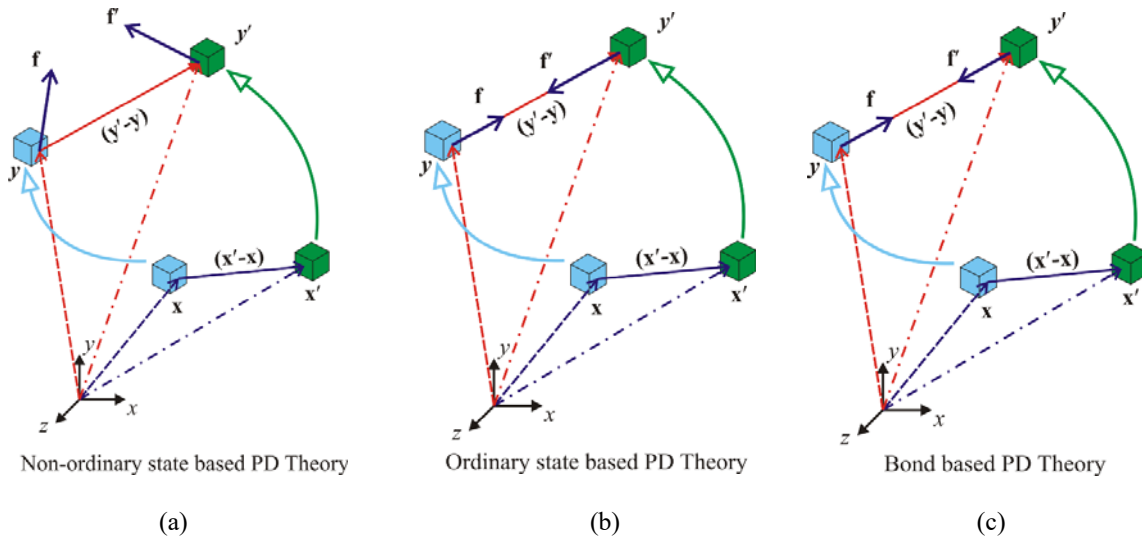 f′
y′
f
(y′-y)
y
(x′-x)
x
x′
y
x
z
Non-ordinary state based PD Theory
(a)
y′
f′
f
(y′-y)
y
(x′-x)
x
x′
y
x
z
Ordinary state based PD Theory
(b)
y′
f′
f
(y′-y)
y
(x′-x)
x
x′
y
x
z
Bond based PD Theory
(c)